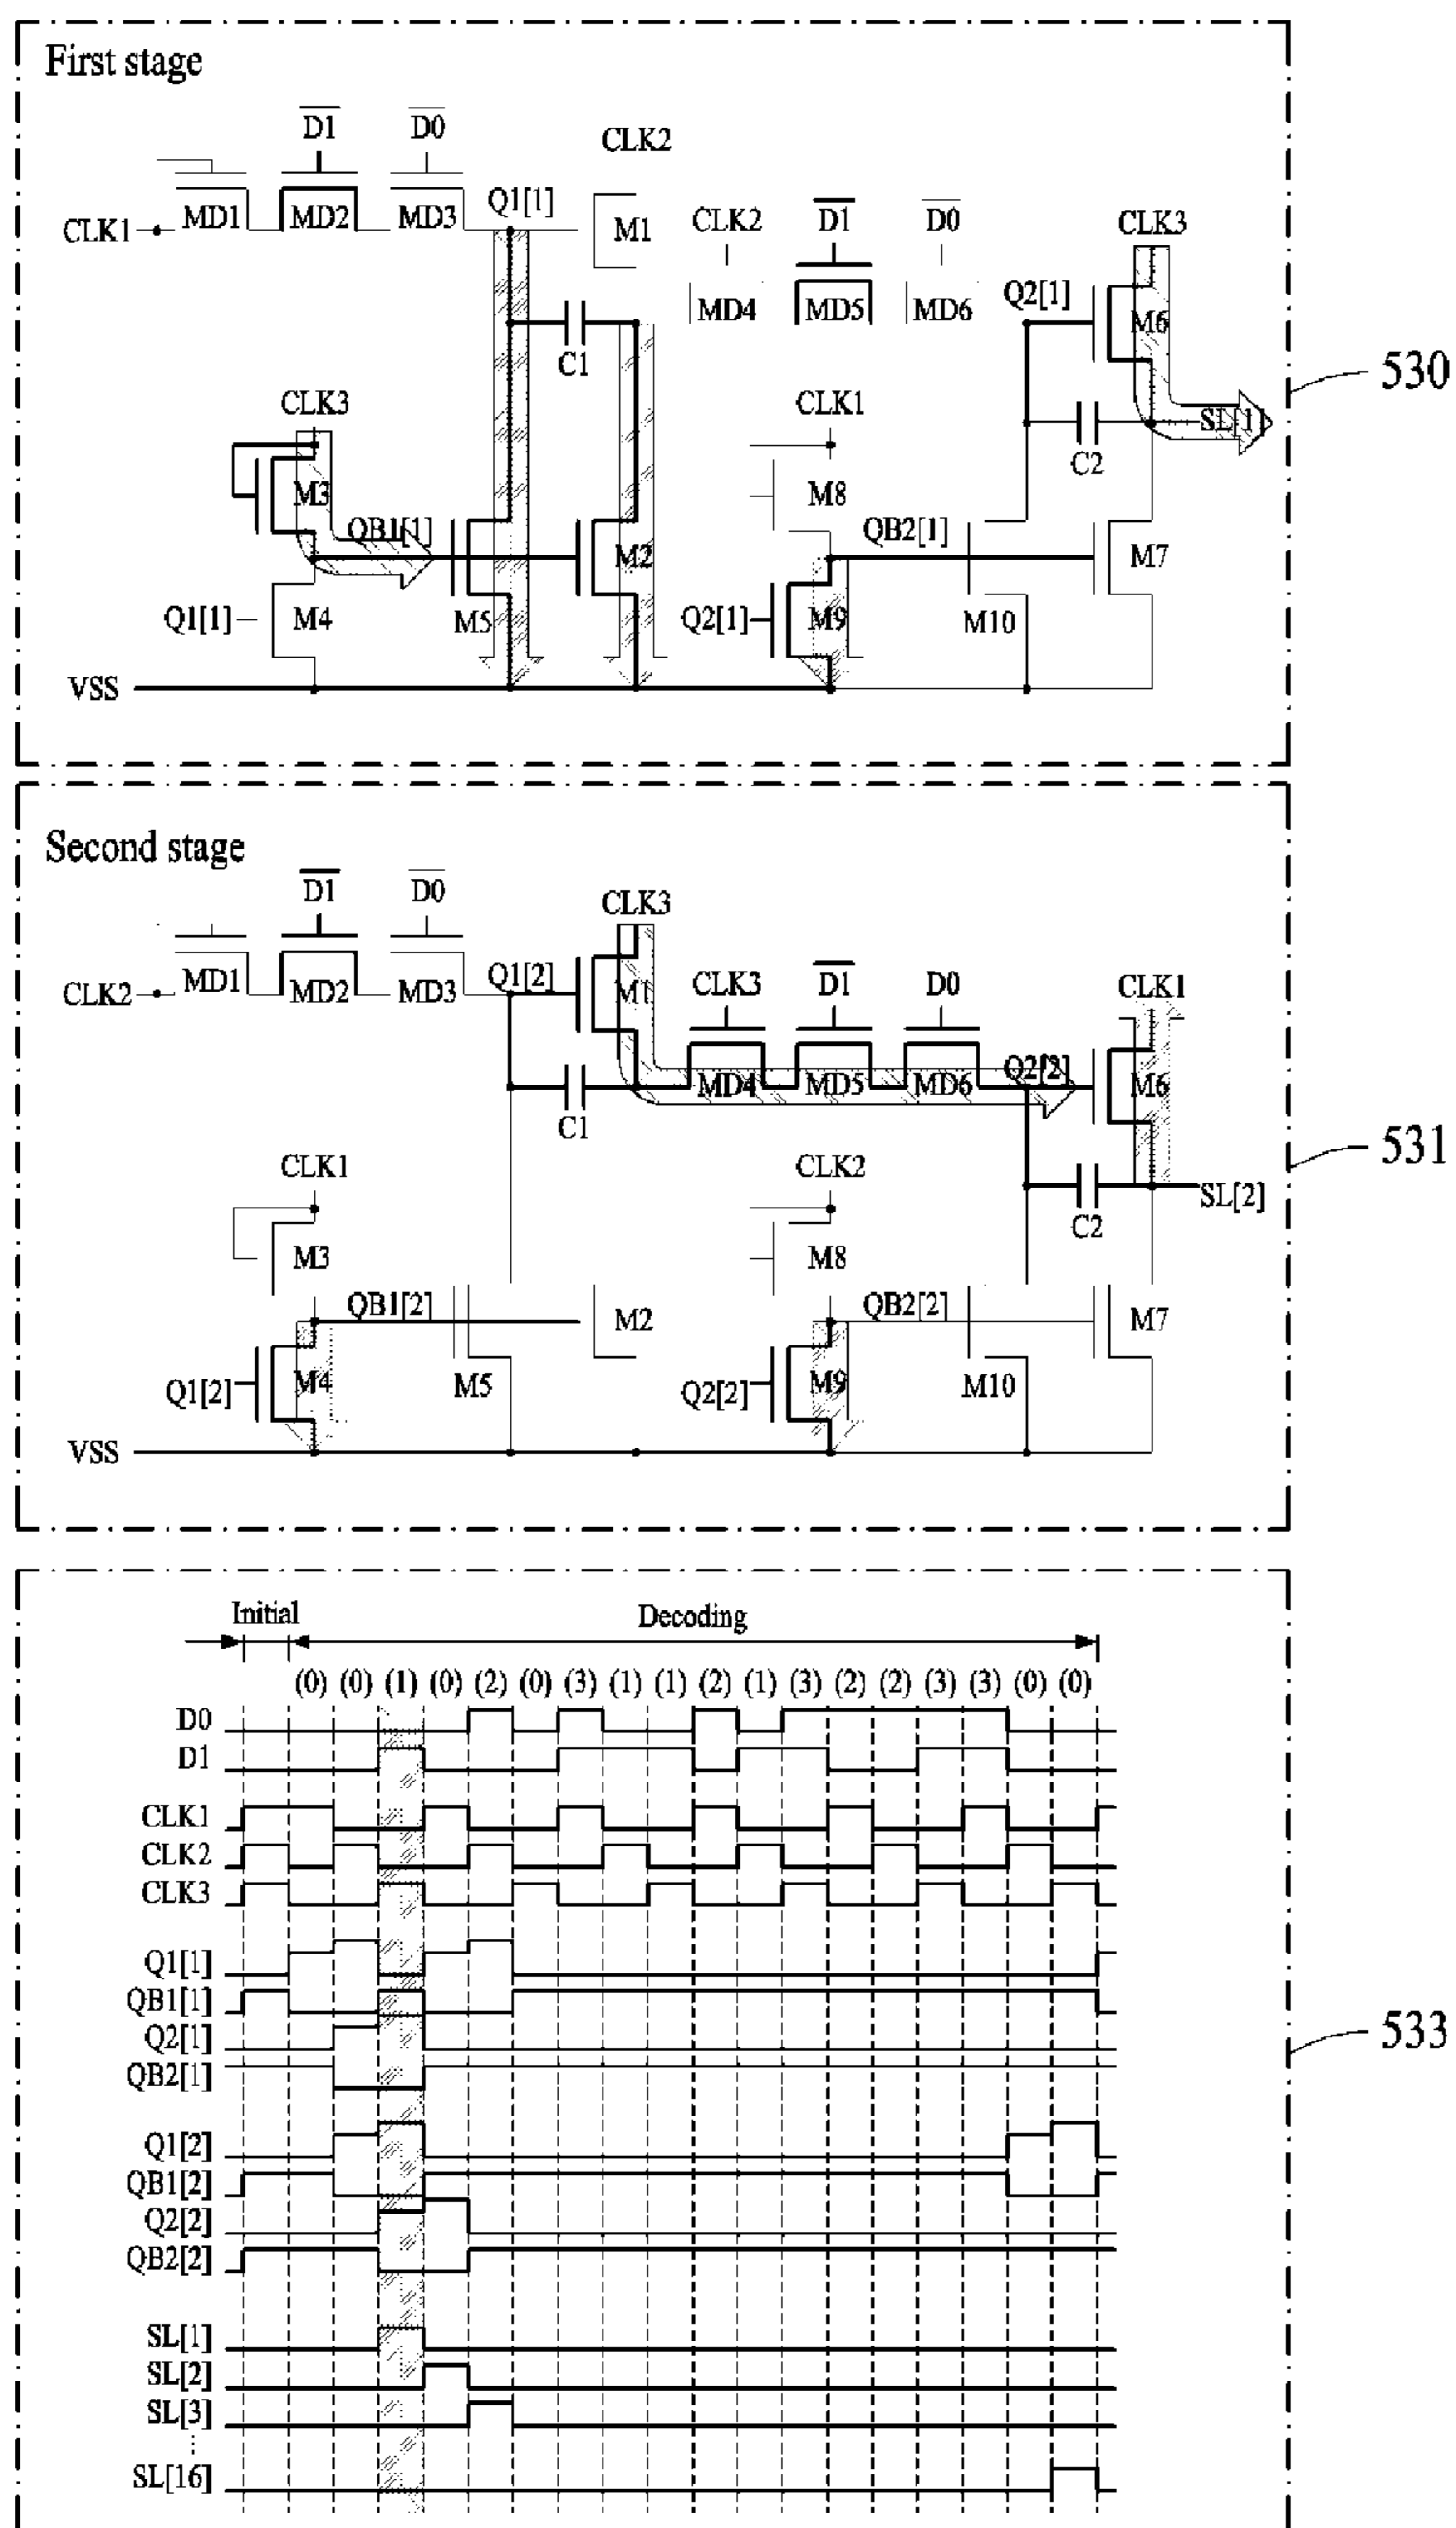 First stage
D1 D0
CLK2
MD1 MD2 MD3 Q1[1]
CLK1
M1
CLK2 D1 D0
CLK3
MD4 MD5 MD6 Q2[1]
M6
C1
530
CLK3
CLK1
SL[1]
C2
M3
M8
QB1[1]
QB2[1]
M2
M7
Q1[1] M4
M5
Q2[1] M9
M10
VSS
Second stage
D1 D0
CLK3
MD1 MD2 MD3 Q1[2]
CLK2
M1
CLK3 D1 D0
CLK1
MD4 MD5 MD6 Q2[2]
M6
C1
531
CLK1
CLK2
SL[2]
C2
M3
M8
QB1[2]
QB2[2]
M2
M7
Q1[2] M4
M5
Q2[2] M9
M10
VSS
Initial Decoding
(0) (0) (1) (0) (2) (0) (3) (1) (1) (2) (1) (3) (2) (2) (3) (3) (0) (0)
D0
D1
CLK1
CLK2
CLK3
Q1[1]
QB1[1]
Q2[1]
533
QB2[1]
Q1[2]
QB1[2]
Q2[2]
QB2[2]
SL[1]
SL[2]
SL[3]
⋮
SL[16]